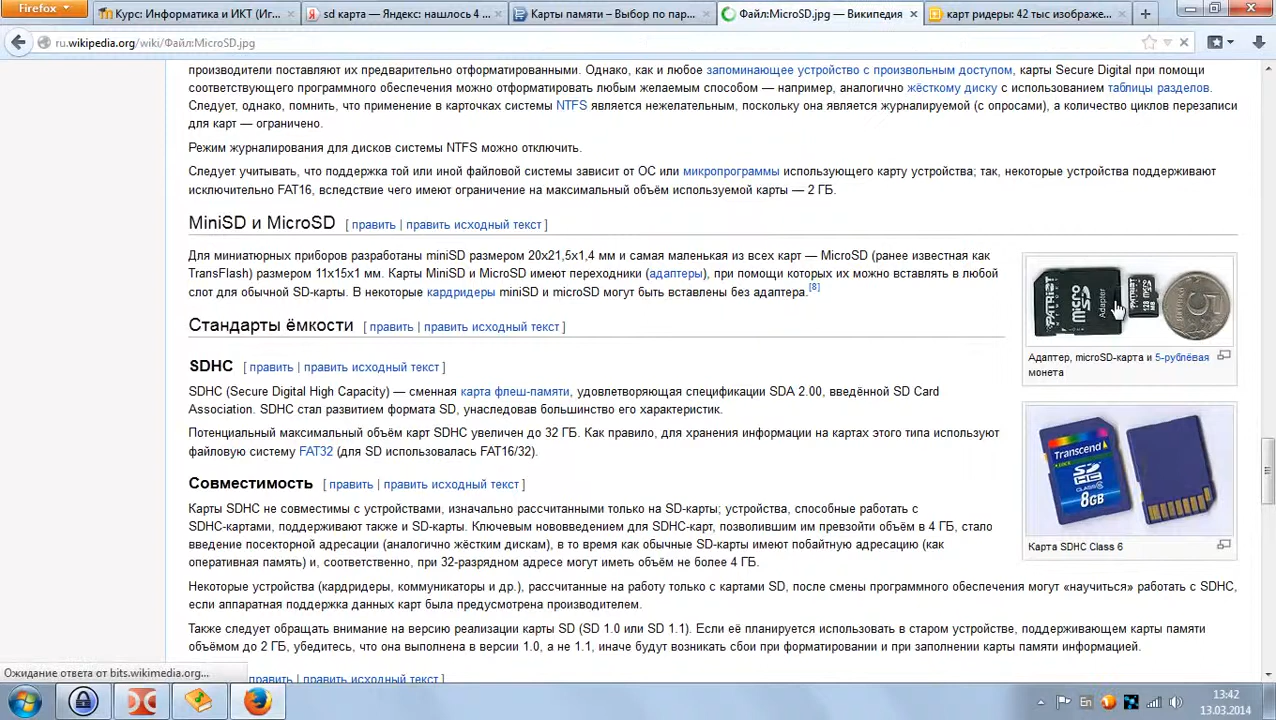 Firefox
Курс: Информатика и ИКТ (Иг...
sd карта — Яндекс: нашлось 4 ...
Карты памяти – Выбор по пар...
Файл:MicroSD.jpg — Википедия
карт ридеры: 42 тыс изображе...
ru.wikipedia.org/wiki/Файл:MicroSD.jpg
производители поставляют их предварительно отформатированными. Однако, как и любое запоминающее устройство с произвольным доступом, карты Secure Digital при помощи
соответствующего программного обеспечения можно отформатировать любым желаемым способом — например, аналогично жёсткому диску с использованием таблицы разделов.
Следует, однако, помнить, что применение в карточках системы NTFS является нежелательным, поскольку она является журналируемой (с опросами), а количество циклов перезаписи
для карт — ограничено.
Режим журналирования для дисков системы NTFS можно отключить.
Следует учитывать, что поддержка той или иной файловой системы зависит от ОС или микропрограммы использующего карту устройства; так, некоторые устройства поддерживают
исключительно FAT16, вследствие чего имеют ограничение на максимальный объём используемой карты — 2 ГБ.
MiniSD и MicroSD [ править | править исходный текст ]
Для миниатюрных приборов разработаны miniSD размером 20x21,5x1,4 мм и самая маленькая из всех карт — MicroSD (ранее известная как
TransFlash) размером 11x15x1 мм. Карты MiniSD и MicroSD имеют переходники (адаптеры), при помощи которых их можно вставлять в любой
слот для обычной SD-карты. В некоторые кардридеры miniSD и microSD могут быть вставлены без адаптера.[8]
PATRIOT
micro SD
Adapter
PATRIOT
128 MB
5
Адаптер, microSD-карта и 5-рублёвая
монета
Стандарты ёмкости [ править | править исходный текст ]
SDHC [ править | править исходный текст ]
SDHC (Secure Digital High Capacity) — сменная карта флеш-памяти, удовлетворяющая спецификации SDA 2.00, введённой SD Card
Association. SDHC стал развитием формата SD, унаследовав большинство его характеристик.
Потенциальный максимальный объём карт SDHC увеличен до 32 ГБ. Как правило, для хранения информации на картах этого типа используют
файловую систему FAT32 (для SD использовалась FAT16/32).
Transcend
SDHC
8GB
Карта SDHC Class 6
Совместимость [ править | править исходный текст ]
Карты SDHC не совместимы с устройствами, изначально рассчитанными только на SD-карты; устройства, способные работать с
SDHC-картами, поддерживают также и SD-карты. Ключевым нововведением для SDHC-карт, позволившим им превзойти объём в 4 ГБ, стало
введение посекторной адресации (аналогично жёстким дискам), в то время как обычные SD-карты имеют побайтную адресацию (как
оперативная память) и, соответственно, при 32-разрядном адресе могут иметь объём не более 4 ГБ.
Некоторые устройства (кардридеры, коммуникаторы и др.), рассчитанные на работу только с картами SD, после смены программного обеспечения могут «научиться» работать с SDHC,
если аппаратная поддержка данных карт была предусмотрена производителем.
Также следует обращать внимание на версию реализации карты SD (SD 1.0 или SD 1.1). Если её планируется использовать в старом устройстве, поддерживающем карты памяти
объёмом до 2 ГБ, убедитесь, что она выполнена в версии 1.0, а не 1.1, иначе будут возникать сбои при форматировании и при заполнении карты памяти информацией.
Ожидание ответа от bits.wikimedia.org...
править | править исходный текст ]
En
13:42
13.03.2014